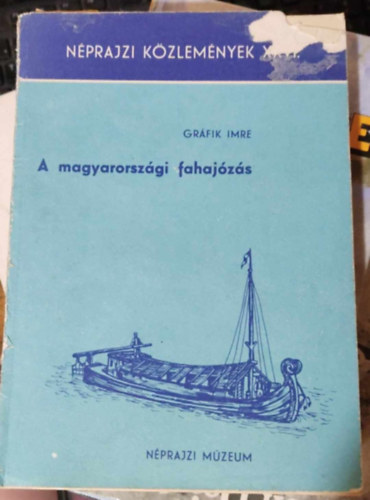 NÉPRAJZI KÖZLEMÉNYEK
GRÁFIK IMRE
A magyarországi fahajózás
NÉPRAJZI MÚZEUM